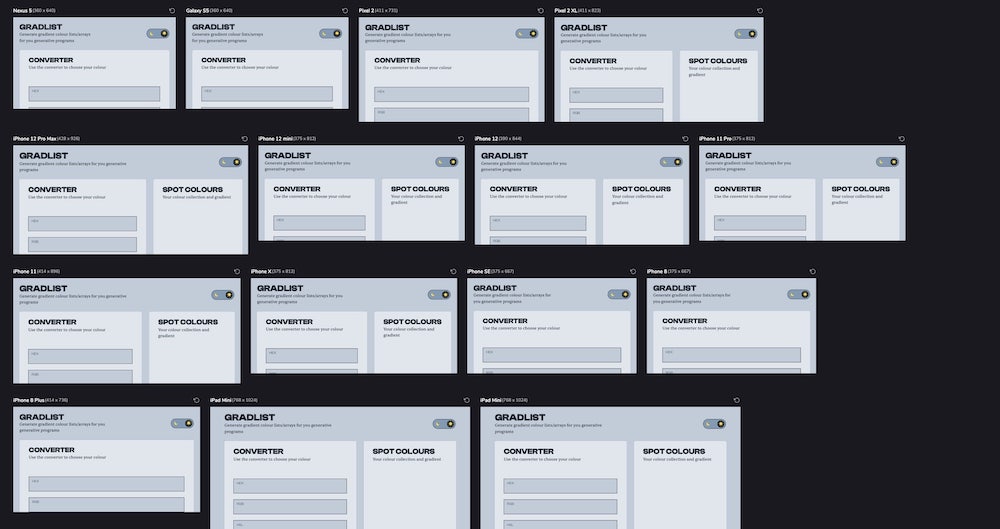 Nexus 5(360 x 640)
GRADLIST
Generate gradient colour lists/arrays
for you generative programs
CONVERTER
Use the converter to choose your colour
HEX
Galaxy S5(360 x 640)
GRADLIST
Generate gradient colour lists/arrays
for you generative programs
CONVERTER
Use the converter to choose your colour
HEX
Pixel 2(411 x 731)
GRADLIST
Generate gradient colour lists/arrays for you
generative programs
CONVERTER
Use the converter to choose your colour
HEX
RGB
Pixel 2 XL(411 x 823)
GRADLIST
Generate gradient colour lists/arrays for you
generative programs
CONVERTER
Use the converter to choose your colour
HEX
RGB
SPOT COLOURS
Your colour collection and
gradient
iPhone 12 Pro Max(428 x 926)
GRADLIST
Generate gradient colour lists/arrays for you generative
programs
CONVERTER
Use the converter to choose your colour
HEX
RGB
SPOT COLOURS
Your colour collection and gradient
iPhone 12 mini(375 x 812)
GRADLIST
Generate gradient colour lists/arrays for you
generative programs
CONVERTER
Use the converter to choose your colour
HEX
SPOT COLOURS
Your colour collection and
gradient
iPhone 12(390 x 844)
GRADLIST
Generate gradient colour lists/arrays for you
generative programs
CONVERTER
Use the converter to choose your colour
HEX
SPOT COLOURS
Your colour collection and
gradient
iPhone 11 Pro(375 x 812)
GRADLIST
Generate gradient colour lists/arrays for you
generative programs
CONVERTER
Use the converter to choose your colour
HEX
SPOT COLOURS
Your colour collection and
gradient
iPhone 11(414 x 896)
GRADLIST
Generate gradient colour lists/arrays for you generative
programs
CONVERTER
Use the converter to choose your colour
HEX
RGB
SPOT COLOURS
Your colour collection and
gradient
iPhone X(375 x 812)
GRADLIST
Generate gradient colour lists/arrays for you
generative programs
CONVERTER
Use the converter to choose your colour
HEX
SPOT COLOURS
Your colour collection and
gradient
iPhone SE(375 x 667)
GRADLIST
Generate gradient colour lists/arrays for
you generative programs
CONVERTER
Use the converter to choose your colour
HEX
iPhone 8(375 x 667)
GRADLIST
Generate gradient colour lists/arrays for
you generative programs
CONVERTER
Use the converter to choose your colour
HEX
iPhone 8 Plus(414 x 736)
GRADLIST
Generate gradient colour lists/arrays for you
generative programs
CONVERTER
Use the converter to choose your colour
HEX
RGB
iPad Mini(768 x 1024)
GRADLIST
Generate gradient colour lists/arrays for you generative
programs
CONVERTER
Use the converter to choose your colour
HEX
RGB
HSL
SPOT COLOURS
Your colour collection and gradient
iPad Mini(768 x 1024)
GRADLIST
Generate gradient colour lists/arrays for you generative
programs
CONVERTER
Use the converter to choose your colour
HEX
RGB
HSL
SPOT COLOURS
Your colour collection and gradient